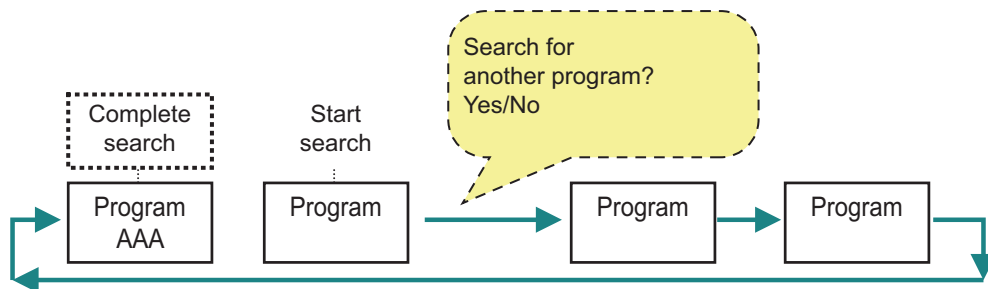 Search for
another program?
Yes/No
Complete
search
Start
search
Program
AAA
Program
Program
Program